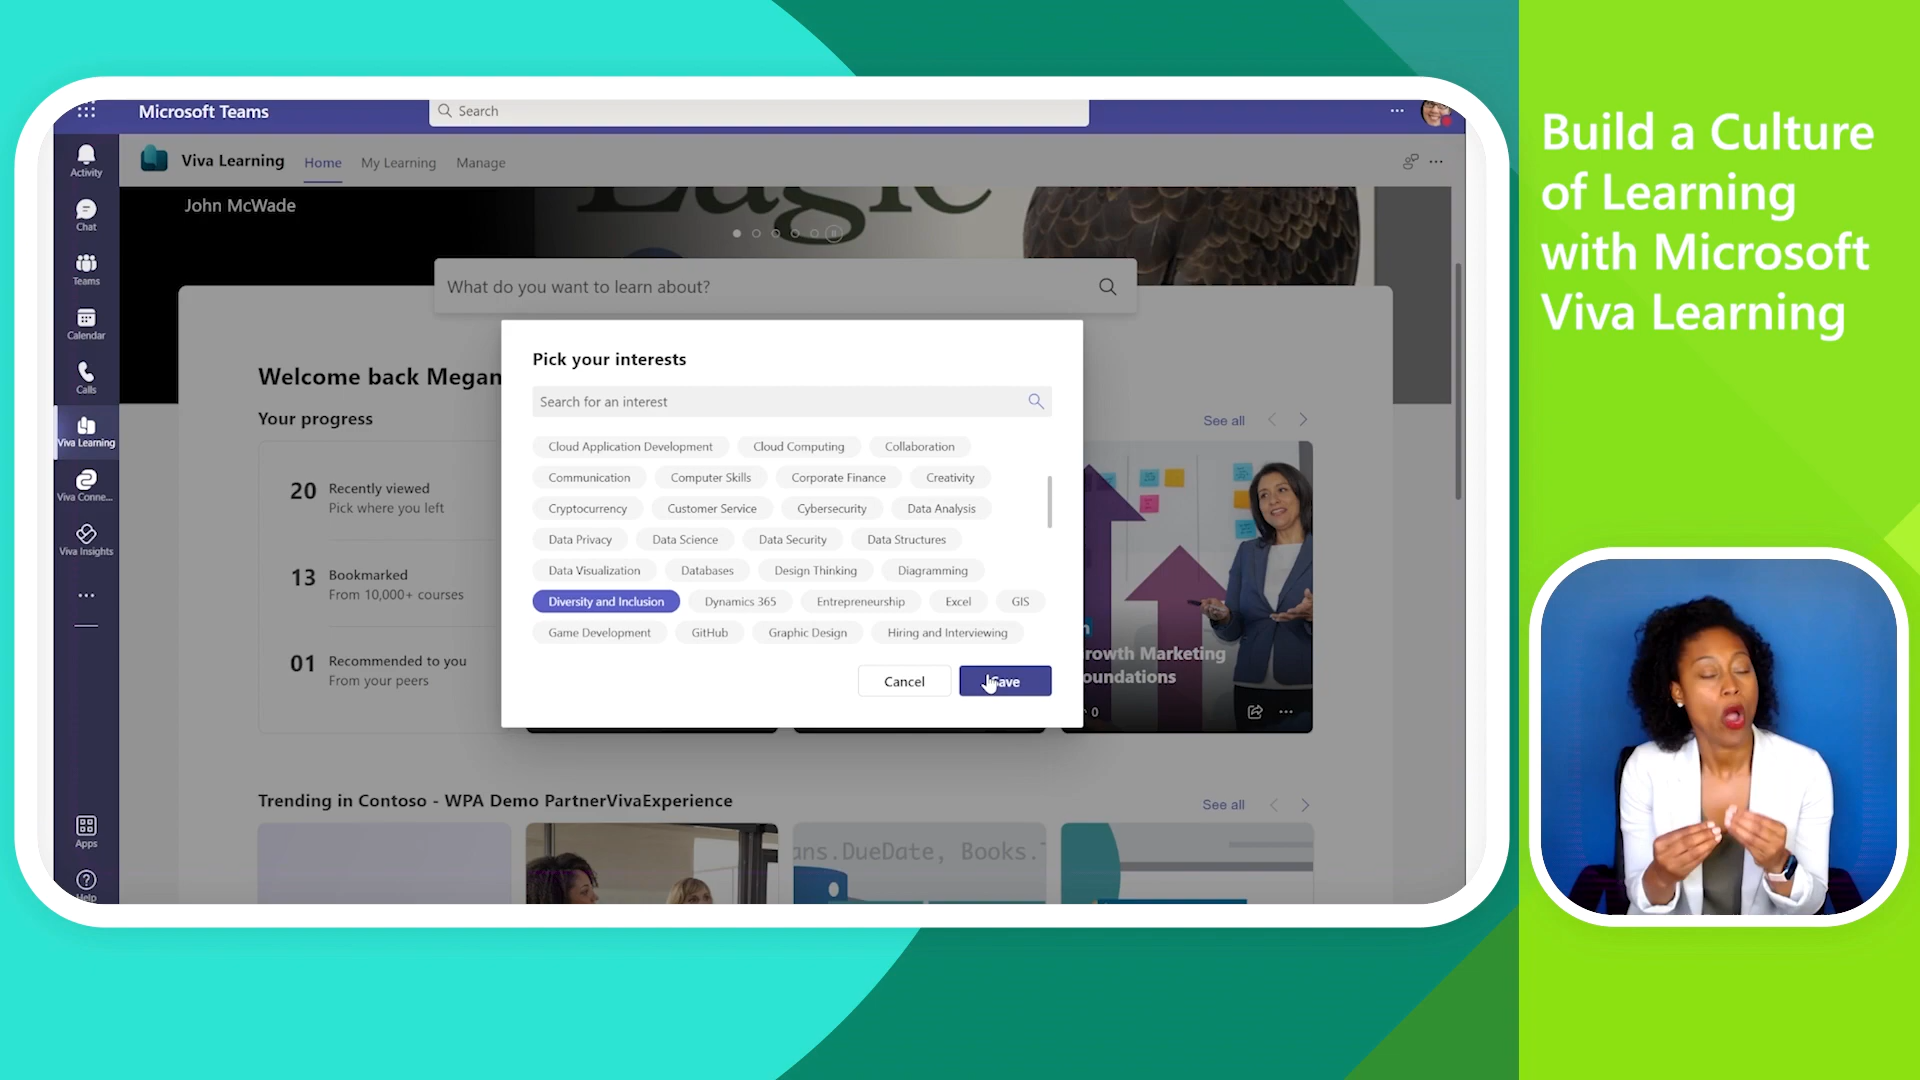 Microsoft Teams
Search
Activity
Chat
Teams
Calendar
Calls
Viva Learning
Viva Conne...
Viva Insights
Apps
Help
Viva Learning
Home
My Learning
Manage
John McWade
Eagle
What do you want to learn about?
Welcome back Megan
Your progress
See all
20
Recently viewed
Pick where you left
13
Bookmarked
From 10,000+ courses
01
Recommended to you
From your peers
Pick your interests
Search for an interest
Cloud Application Development Cloud Computing Collaboration
Communication Computer Skills Corporate Finance Creativity
Cryptocurrency Customer Service Cybersecurity Data Analysis
Data Privacy Data Science Data Security Data Structures
Data Visualization Databases Design Thinking Diagramming
Diversity and Inclusion Dynamics 365 Entrepreneurship Excel GIS
Game Development GitHub Graphic Design Hiring and Interviewing
Cancel
Save
rowth Marketing
oundations
0
Trending in Contoso - WPA Demo PartnerVivaExperience
See all
ans.DueDate, Books.
Build a Culture
of Learning
with Microsoft
Viva Learning